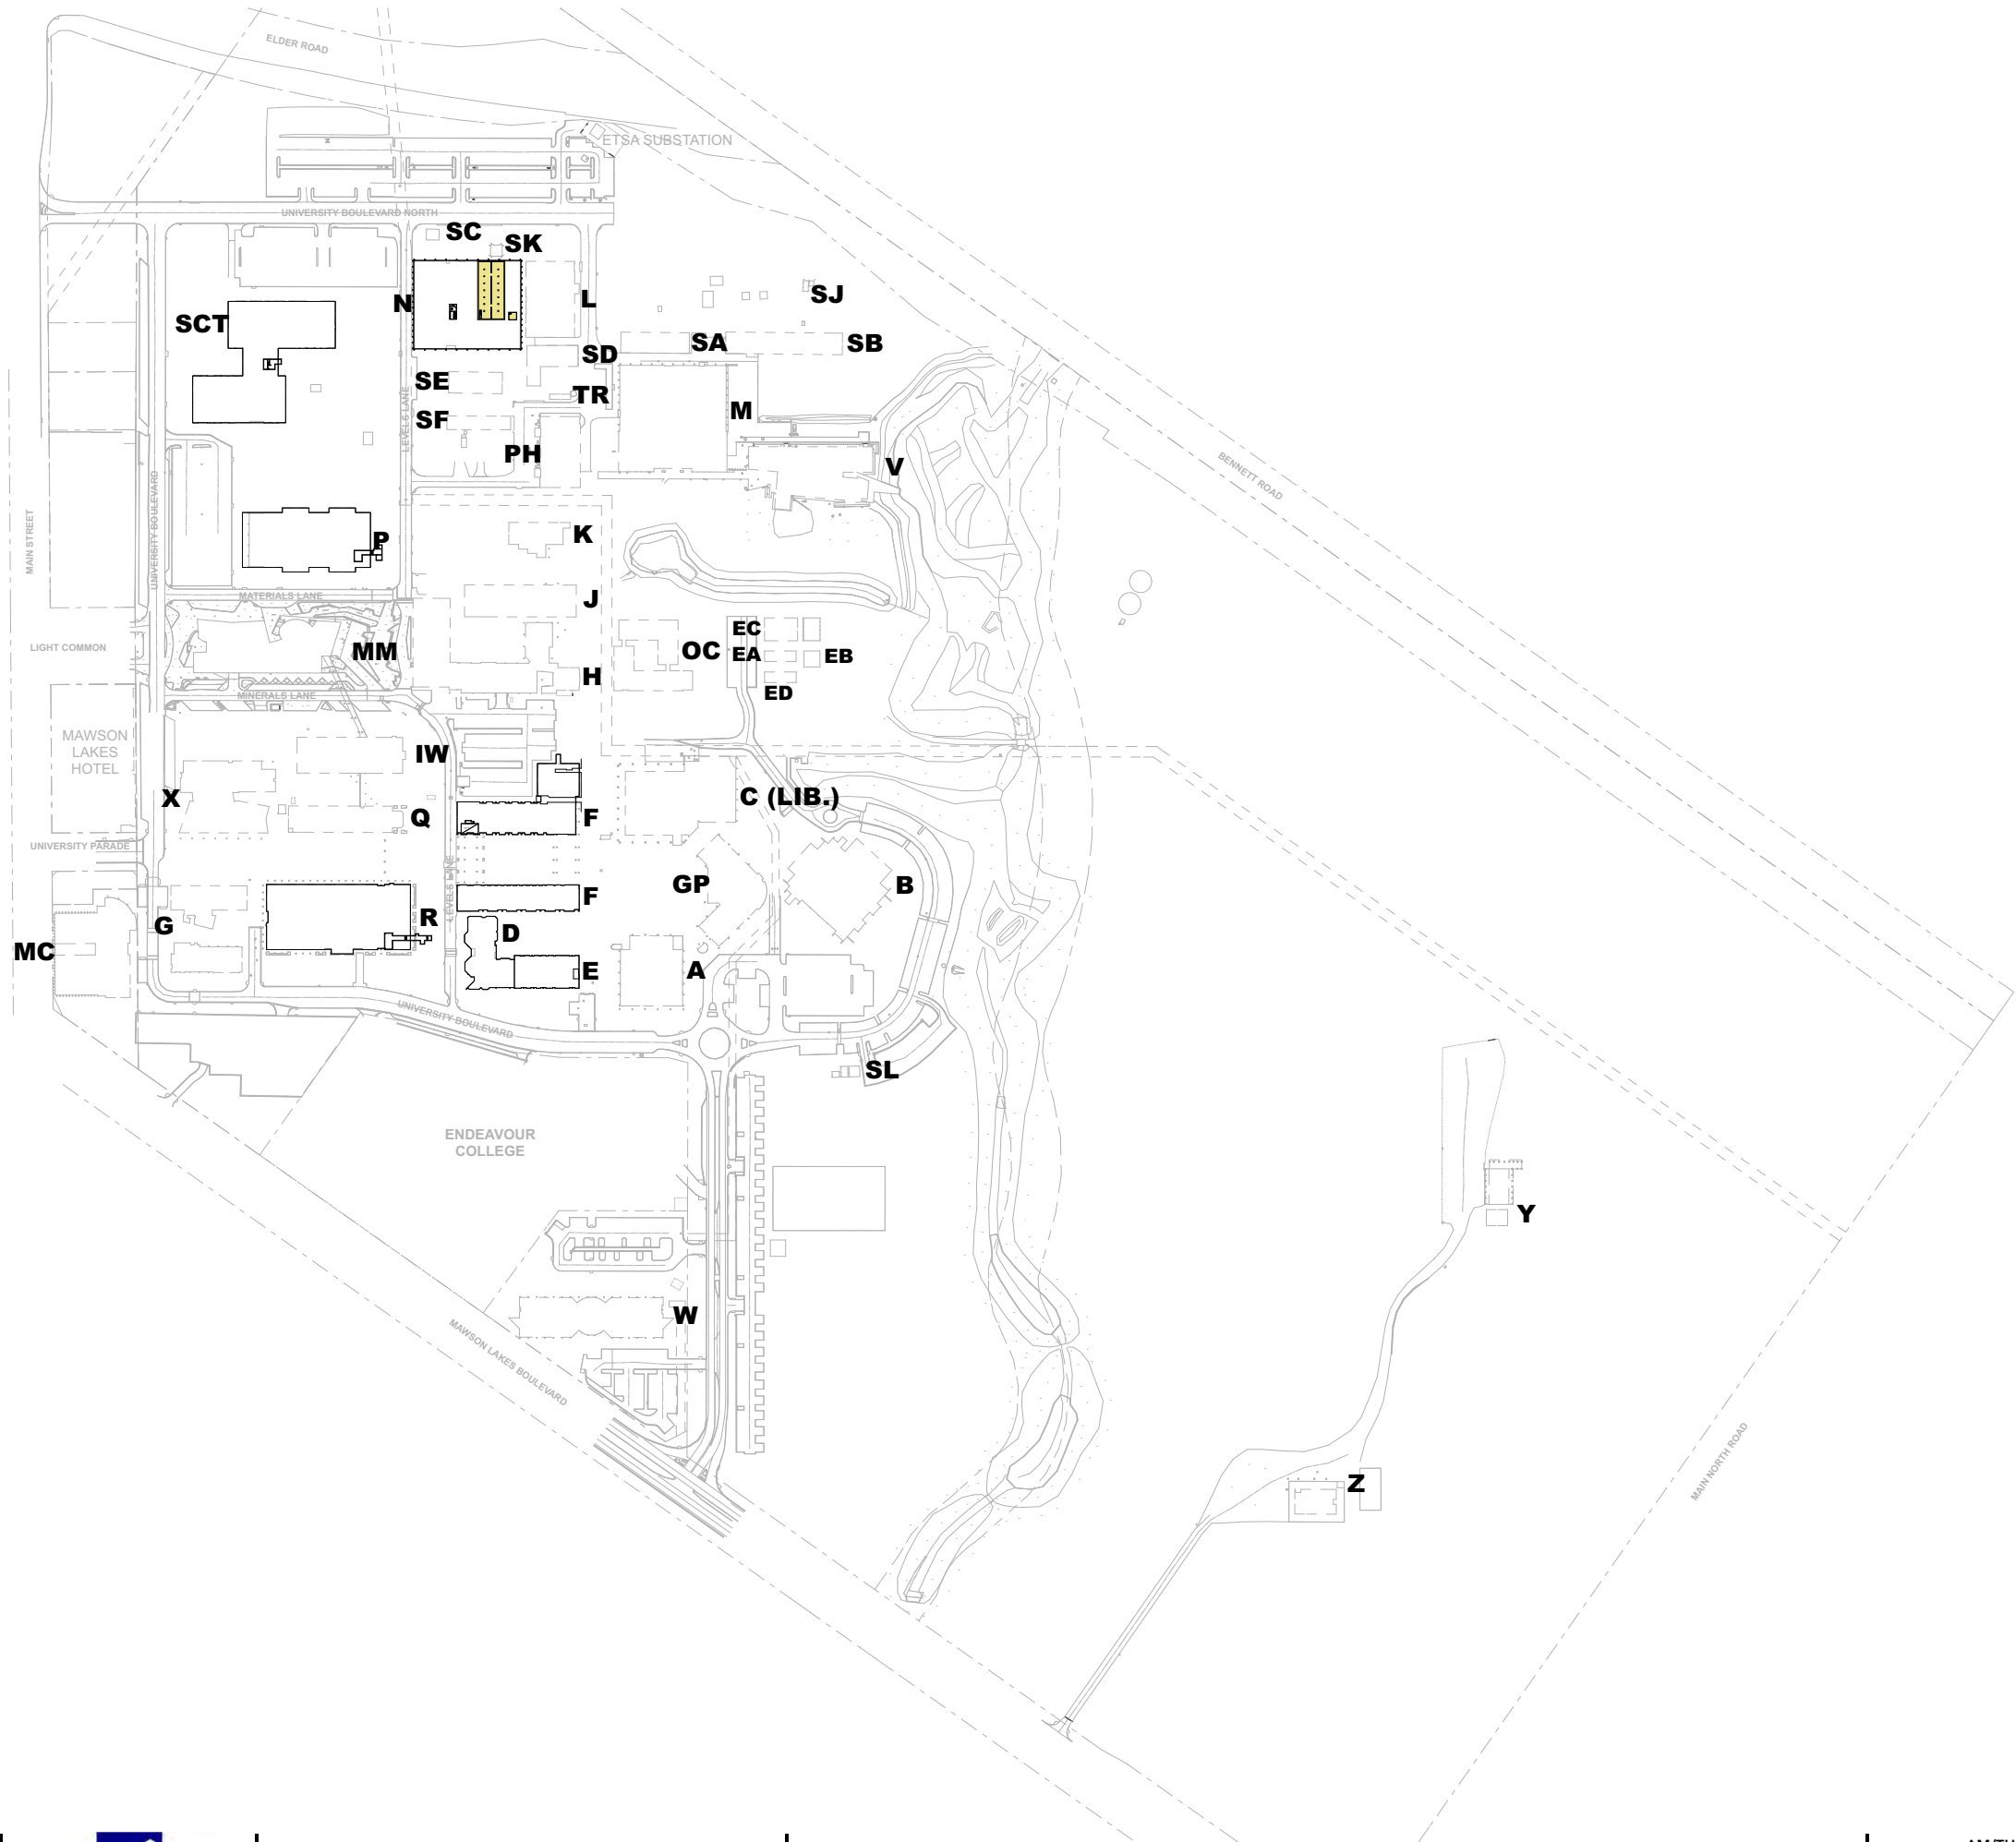 ELDER ROAD
ETSA SUBSTATION
UNIVERSITY BOULEVARD NORTH
SC
SK
N
L
SJ
SCT
SA
SB
SD
SE
TR
SF
M
LEVELS LANE
PH
V
BENNETT ROAD
MAIN STREET
UNIVERSITY BOULEVARD
P
K
MATERIALS LANE
J
EC
LIGHT COMMON
MM
OC
EA
EB
H
ED
MINERALS LANE
MAWSON
LAKES
HOTEL
IW
X
C (LIB.)
Q
F
UNIVERSITY PARADE
LEVELS LANE
GP
B
F
G
R
D
MC
E
A
UNIVERSITY BOULEVARD
SL
ENDEAVOUR
COLLEGE
Y
W
MAWSON LAKES BOULEVARD
MAIN NORTH ROAD
Z